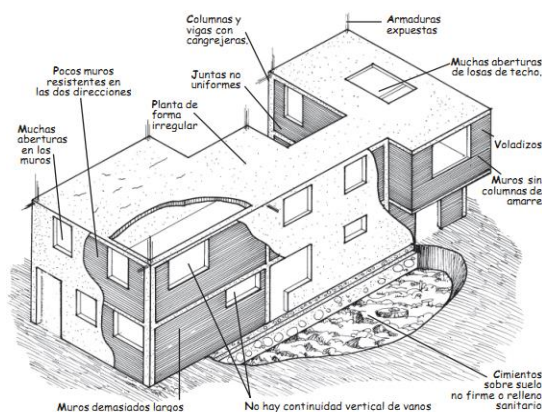 Columnas y
vigas con
cangrejeras.
Armaduras
expuestas
Pocos muros
resistentes en
las dos direcciones
Juntas no
uniformes
Muchas aberturas
de losas de techo.
Planta de
forma
irregular
Muchas
aberturas
en los
muros
Voladizos
Muros sin
columnas de
amarre
Cimientos
sobre suelo
no firme o relleno
sanitario
Muros demasiados largos
No hay continuidad vertical de vanos